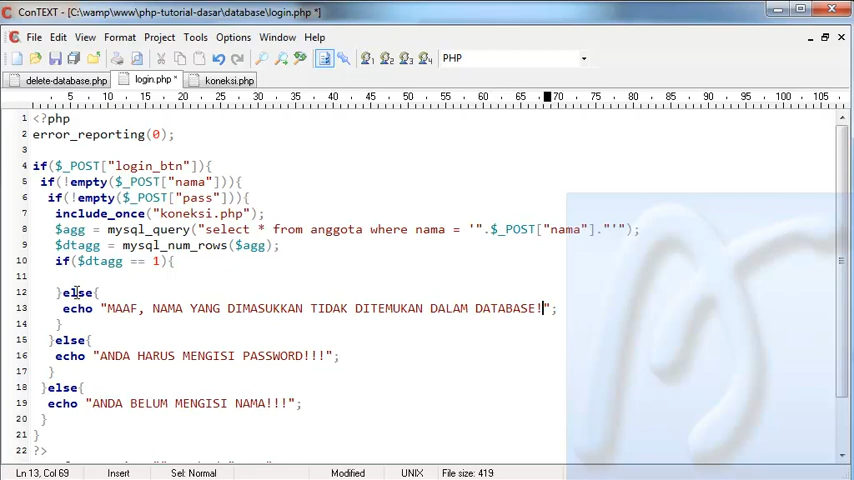 ConTEXT - [C:\wamp\www\php-tutorial-dasar\database\login.php *]
File Edit View Format Project Tools Options Window Help
PHP
delete-database.php login.php * koneksi.php
5 10 15 20 25 30 35 40 45 50 55 60 65 70 75 80 85 90 95 100 105
1 <?php
2 error_reporting(0);
3
4 if($_POST["login_btn"]){
5 if(!empty($_POST["nama"])){
6 if(!empty($_POST["pass"])){
7 include_once("koneksi.php");
8 $agg = mysql_query("select * from anggota where nama = '".$_POST["nama"]."'");
9 $dtagg = mysql_num_rows($agg);
10 if($dtagg == 1){
11
12 }else{
13 echo "MAAF, NAMA YANG DIMASUKKAN TIDAK DITEMUKAN DALAM DATABASE!";
14 }
15 }else{
16 echo "ANDA HARUS MENGISI PASSWORD!!!";
17 }
18 }else{
19 echo "ANDA BELUM MENGISI NAMA!!!";
20 }
21 }
22 ?>
Ln 13, Col 69 Insert Sel: Normal Modified UNIX File size: 419